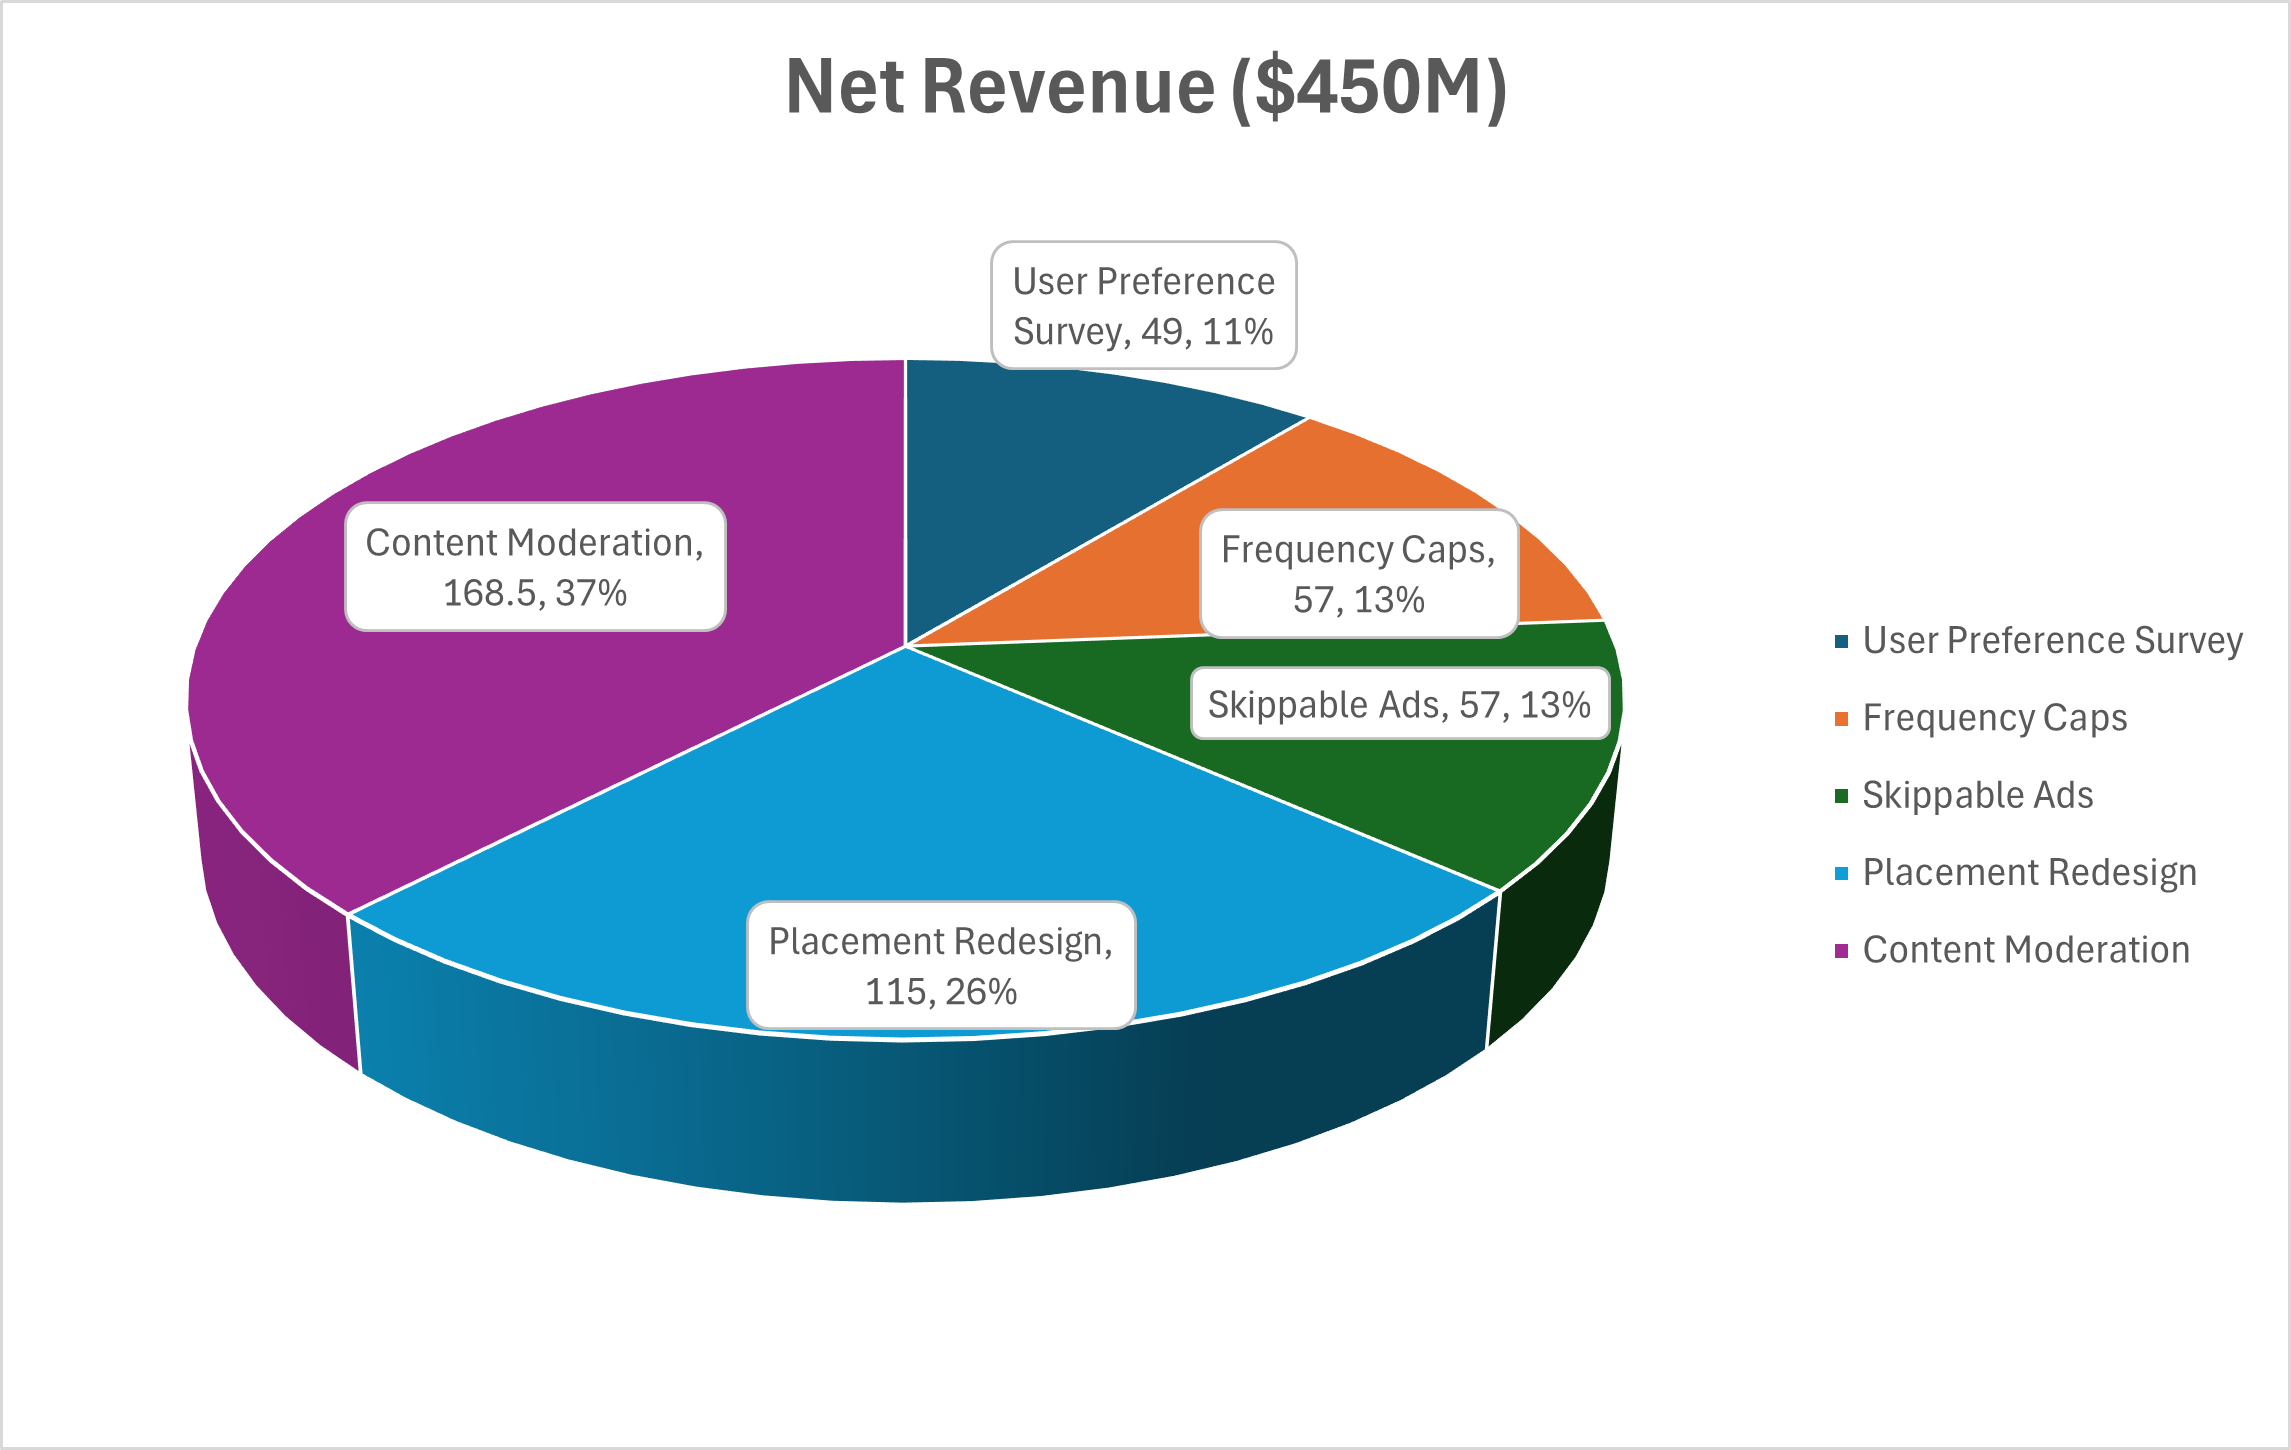 Net Revenue ($450M)
User Preference
Survey, 49, 11%
Content Moderation,
168.5, 37%
Frequency Caps,
57, 13%
Skippable Ads, 57, 13%
Placement Redesign,
115, 26%
User Preference Survey
Frequency Caps
Skippable Ads
Placement Redesign
Content Moderation